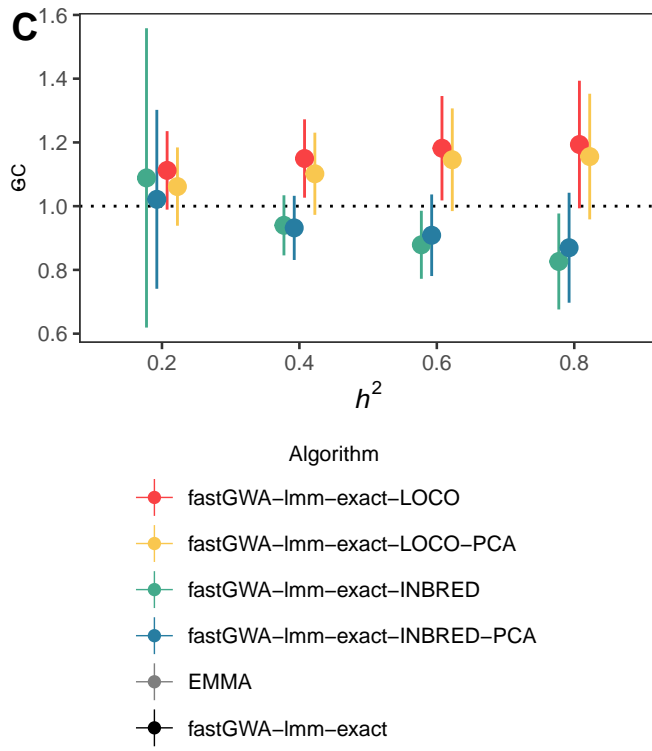 C
1.6
1.4
1.2
1.0
0.8
0.6
0.2 0.4 0.6 0.8
h²
Algorithm
fastGWA-lmm-exact-LOCO
fastGWA-lmm-exact-LOCO-PCA
fastGWA-lmm-exact-INBRED
fastGWA-lmm-exact-INBRED-PCA
EMMA
fastGWA-lmm-exact